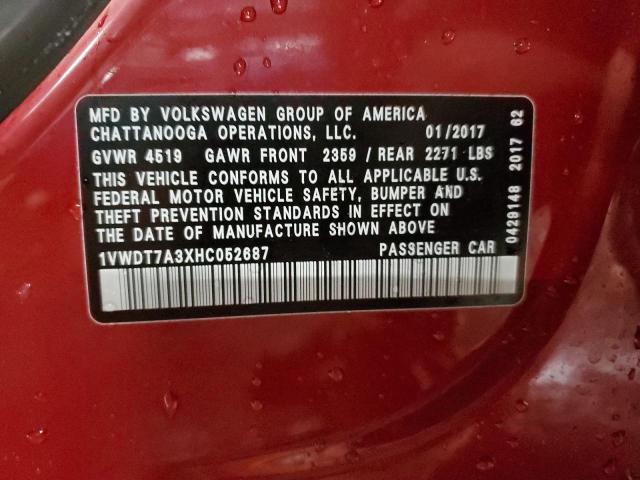 MFD BY VOLKSWAGEN GROUP OF AMERICA
CHATTANOOGA OPERATIONS, LLC. 01/2017
GVWR 4519 GAWR FRONT 2359 / REAR 2271 LBS
THIS VEHICLE CONFORMS TO ALL APPLICABLE U.S.
FEDERAL MOTOR VEHICLE SAFETY, BUMPER AND
THEFT PREVENTION STANDARDS IN EFFECT ON
THE DATE OF MANUFACTURE SHOWN ABOVE
1VWDT7A3XHC052687 PASSENGER CAR
0429148 2017 62